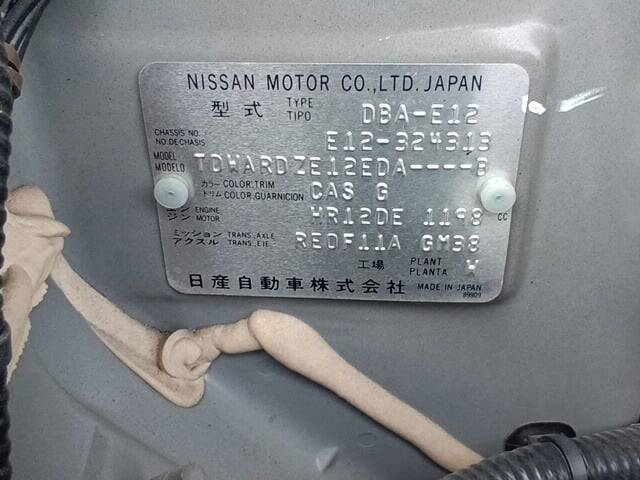 NISSAN MOTOR CO.,LTD. JAPAN
型式 TYPE TIPO DBA-E12
CHASSIS NO. NO.DECHASIS E12-324313
MODEL MODELO TDWARDZE12EDA----B
カラー COLOR,TRIM トリム COLOR,GUARNICION CAS G
エンジン ENGINE MOTOR HR12DE 1198 CC
ミッション TRANS.,AXLE アクスル TRANS.,EJE RE0F11A GM38
工場 PLANT PLANTA W
日産自動車株式会社 MADE IN JAPAN
89909